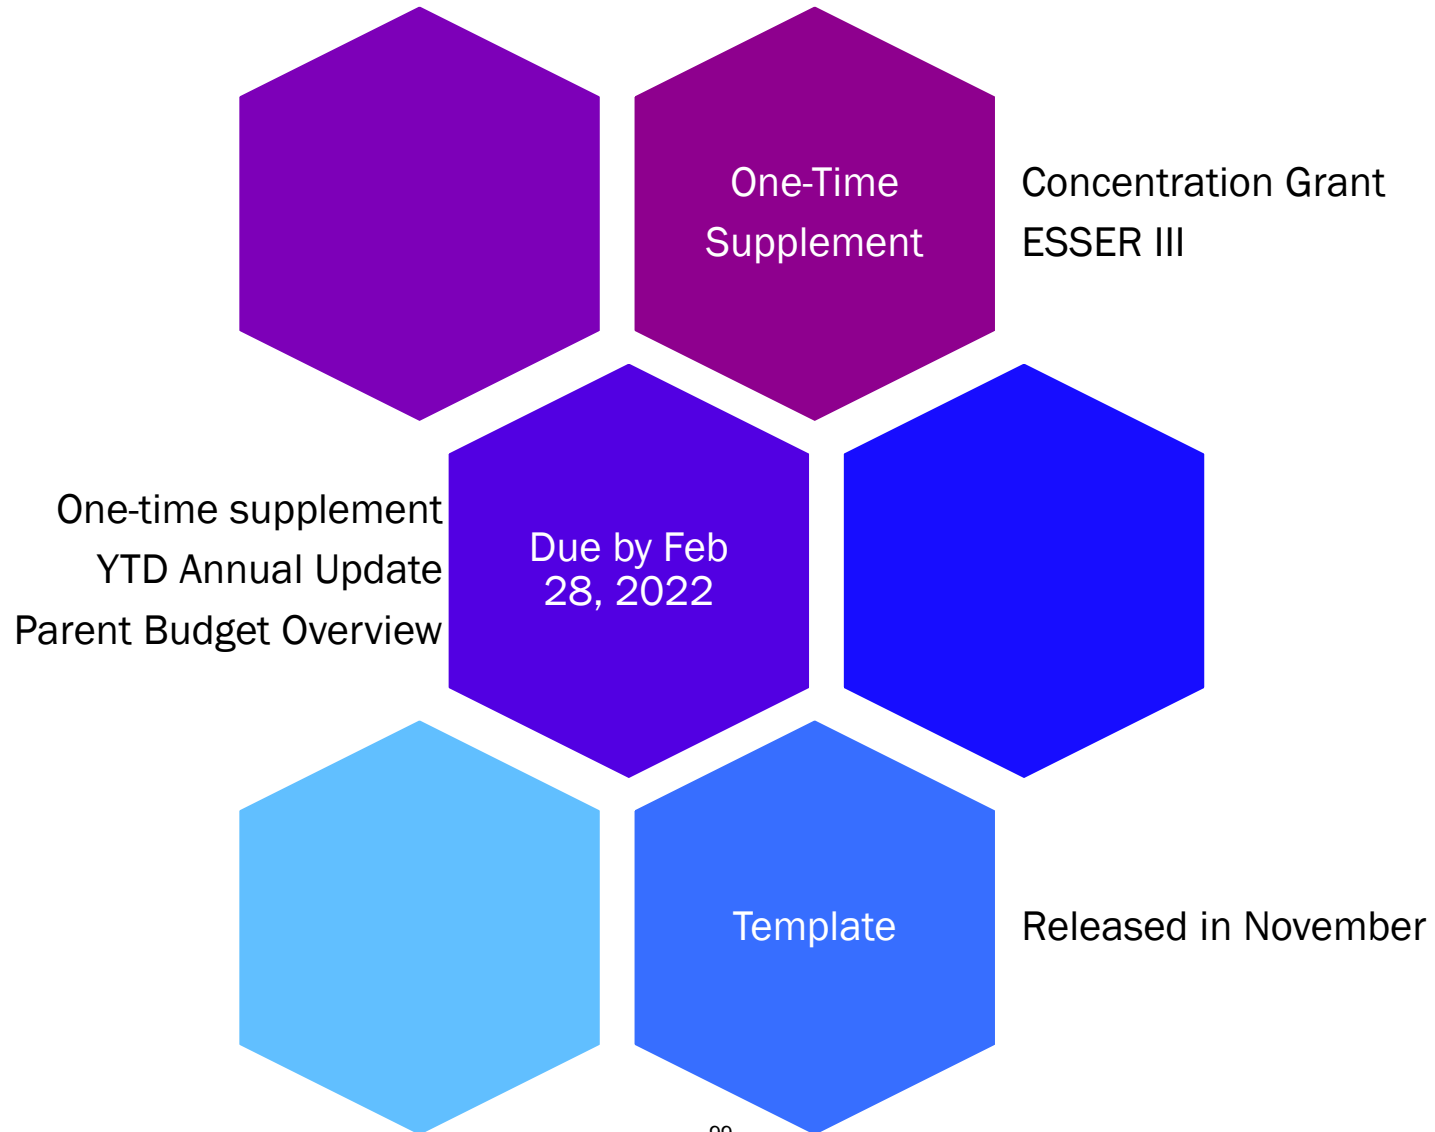 One-Time
Supplement
Concentration Grant
ESSER III
One-time supplement
YTD Annual Update
Parent Budget Overview
Due by Feb
28, 2022
Template
Released in November